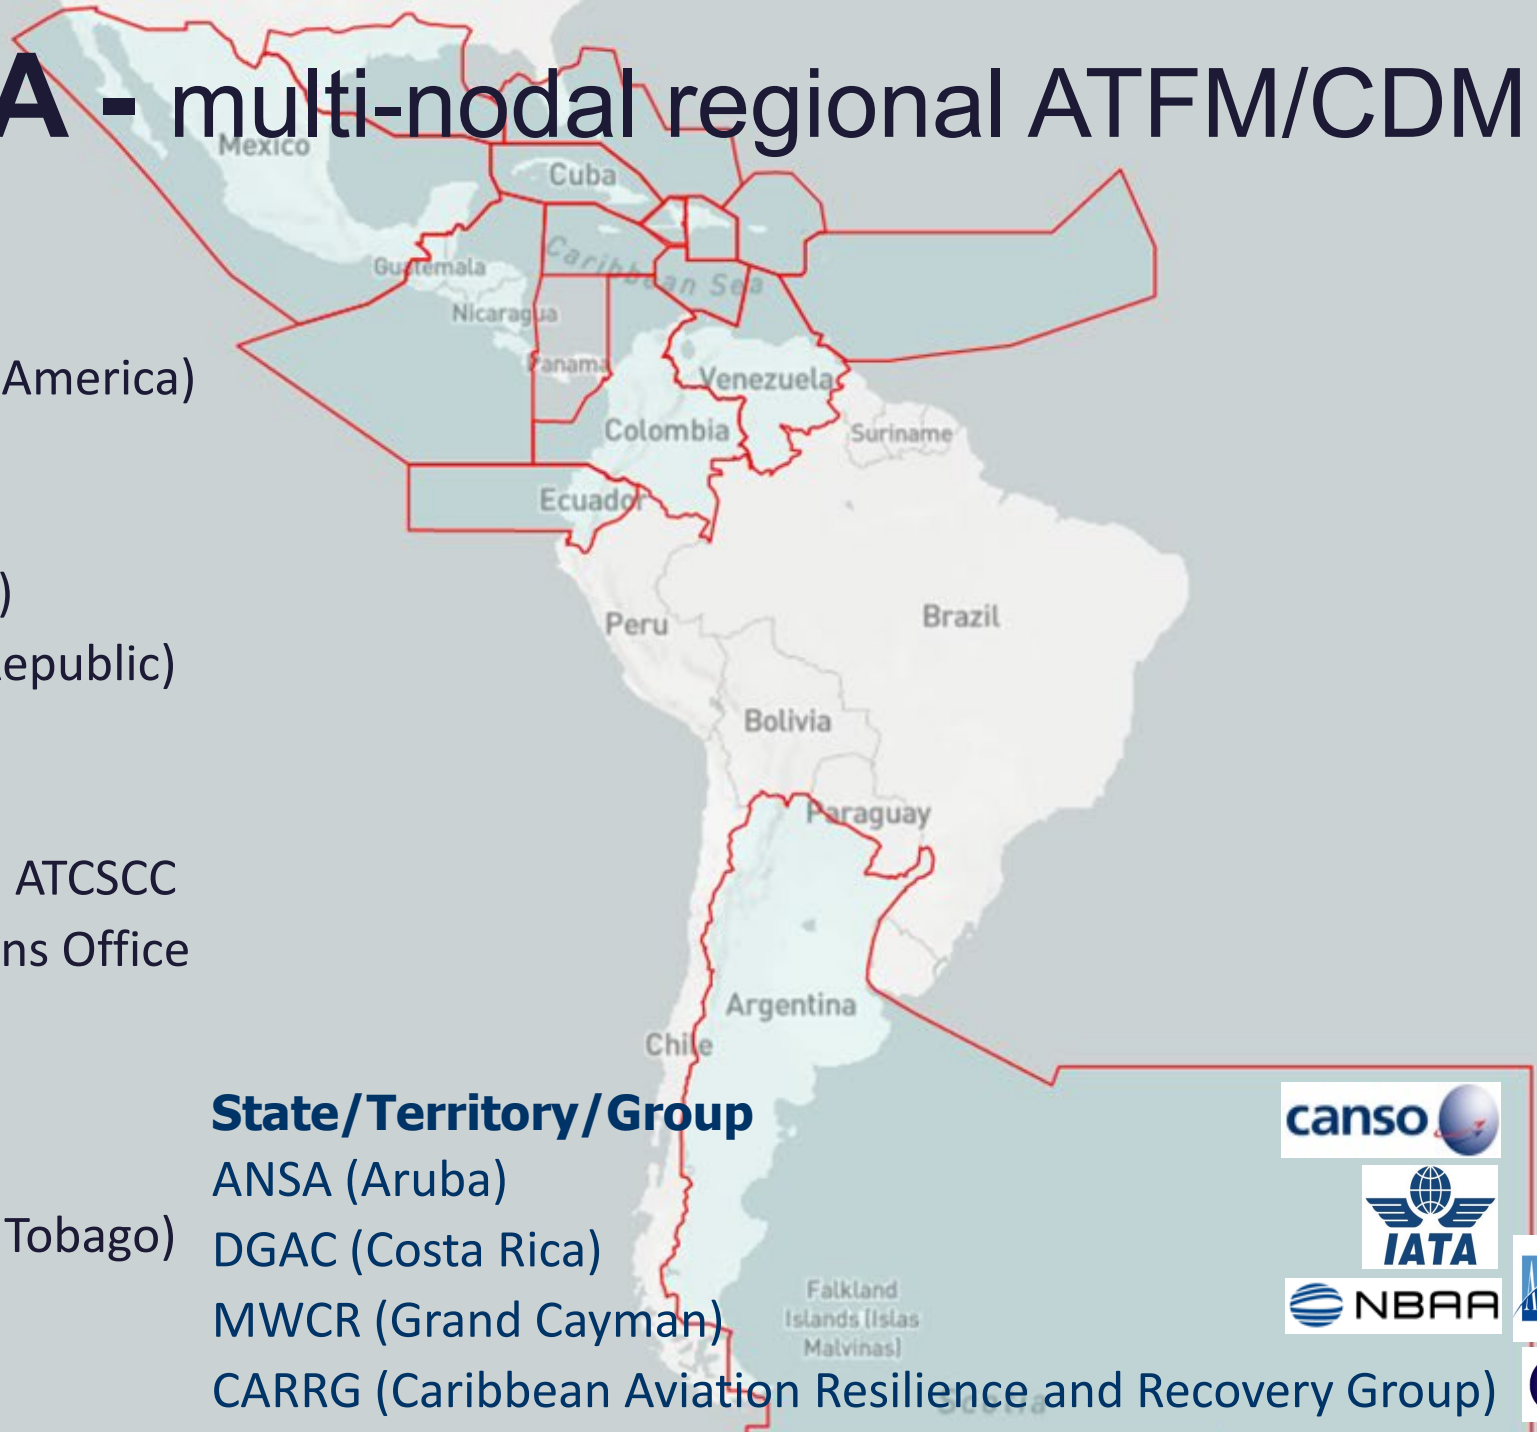 A - multi-nodal regional ATFM/CDM
Mexico
Cuba
Caribbean Sea
Guatemala
Nicaragua
Panama
America)
Venezuela
Colombia
Suriname
Ecuador
)
Peru
Brazil
epublic)
Bolivia
Paraguay
ATCSCC
ns Office
Argentina
Chile
State/Territory/Group
ANSA (Aruba)
Tobago)
DGAC (Costa Rica)
MWCR (Grand Cayman)
CARRG (Caribbean Aviation Resilience and Recovery Group)
Falkland
Islands (Islas
Malvinas)
Scotia
canso
IATA
NBAA